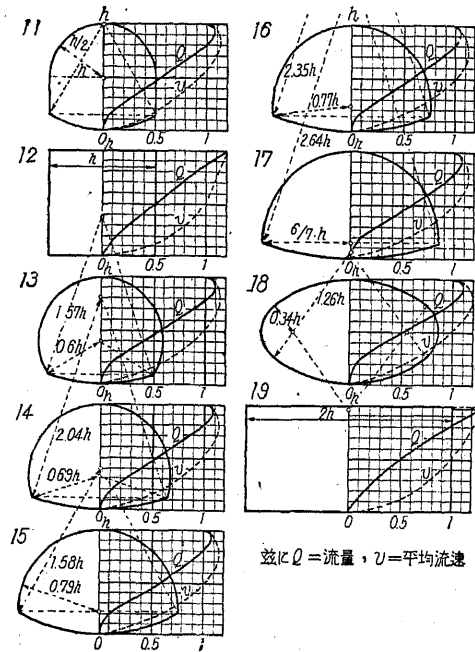 11
h
h/2
h
Q
v
0h
0.5
1
12
h
Q
v
0h
0.5
1
13
1.57h
0.6h
Q
v
0h
0.5
1
14
2.04h
0.69h
Q
v
0h
0.5
1
15
1.58h
0.79h
Q
v
0
0.5
1
16
h
2.35h
0.77h
Q
v
0h
0.5
1
2.64h
17
6/7.h
Q
v
0h
0.5
1
18
0.34h
1.26h
Q
v
0h
0.5
1
19
2h
Q
v
0
0.5
1
玆に Q=流量,v=平均流速